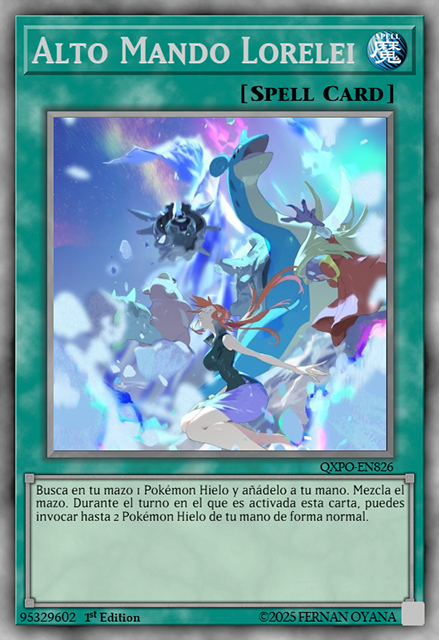 ALTO MANDO LORELEI
SPELL
魔
[SPELL CARD]
QXPO-EN826
Busca en tu mazo 1 Pokémon Hielo y añádelo a tu mano. Mezcla el
mazo. Durante el turno en el que es activada esta carta, puedes
invocar hasta 2 Pokémon Hielo de tu mano de forma normal.
95329602 1st Edition ©2025 FERNAN OYANA